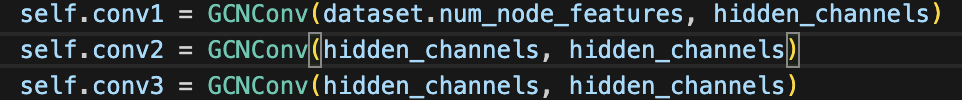 self.conv1 = GCNConv(dataset.num_node_features, hidden_channels)
self.conv2 = GCNConv(hidden_channels, hidden_channels)
self.conv3 = GCNConv(hidden_channels, hidden_channels)